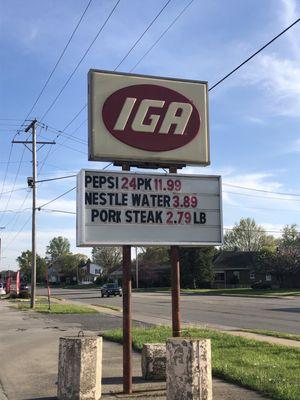 IGA
PEPSI 24PK 11.99
NESTLE WATER 3.89
PORK STEAK 2.79 LB